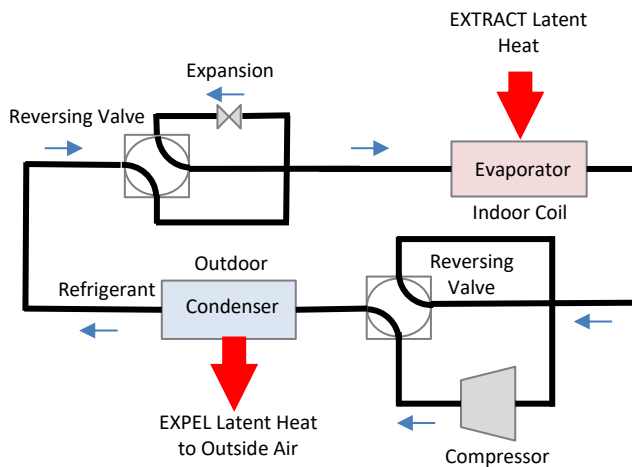 EXTRACT Latent
Heat
Expansion
Reversing Valve
Evaporator
Indoor Coil
Outdoor
Reversing
Valve
Refrigerant
Condenser
EXPEL Latent Heat
to Outside Air
Compressor